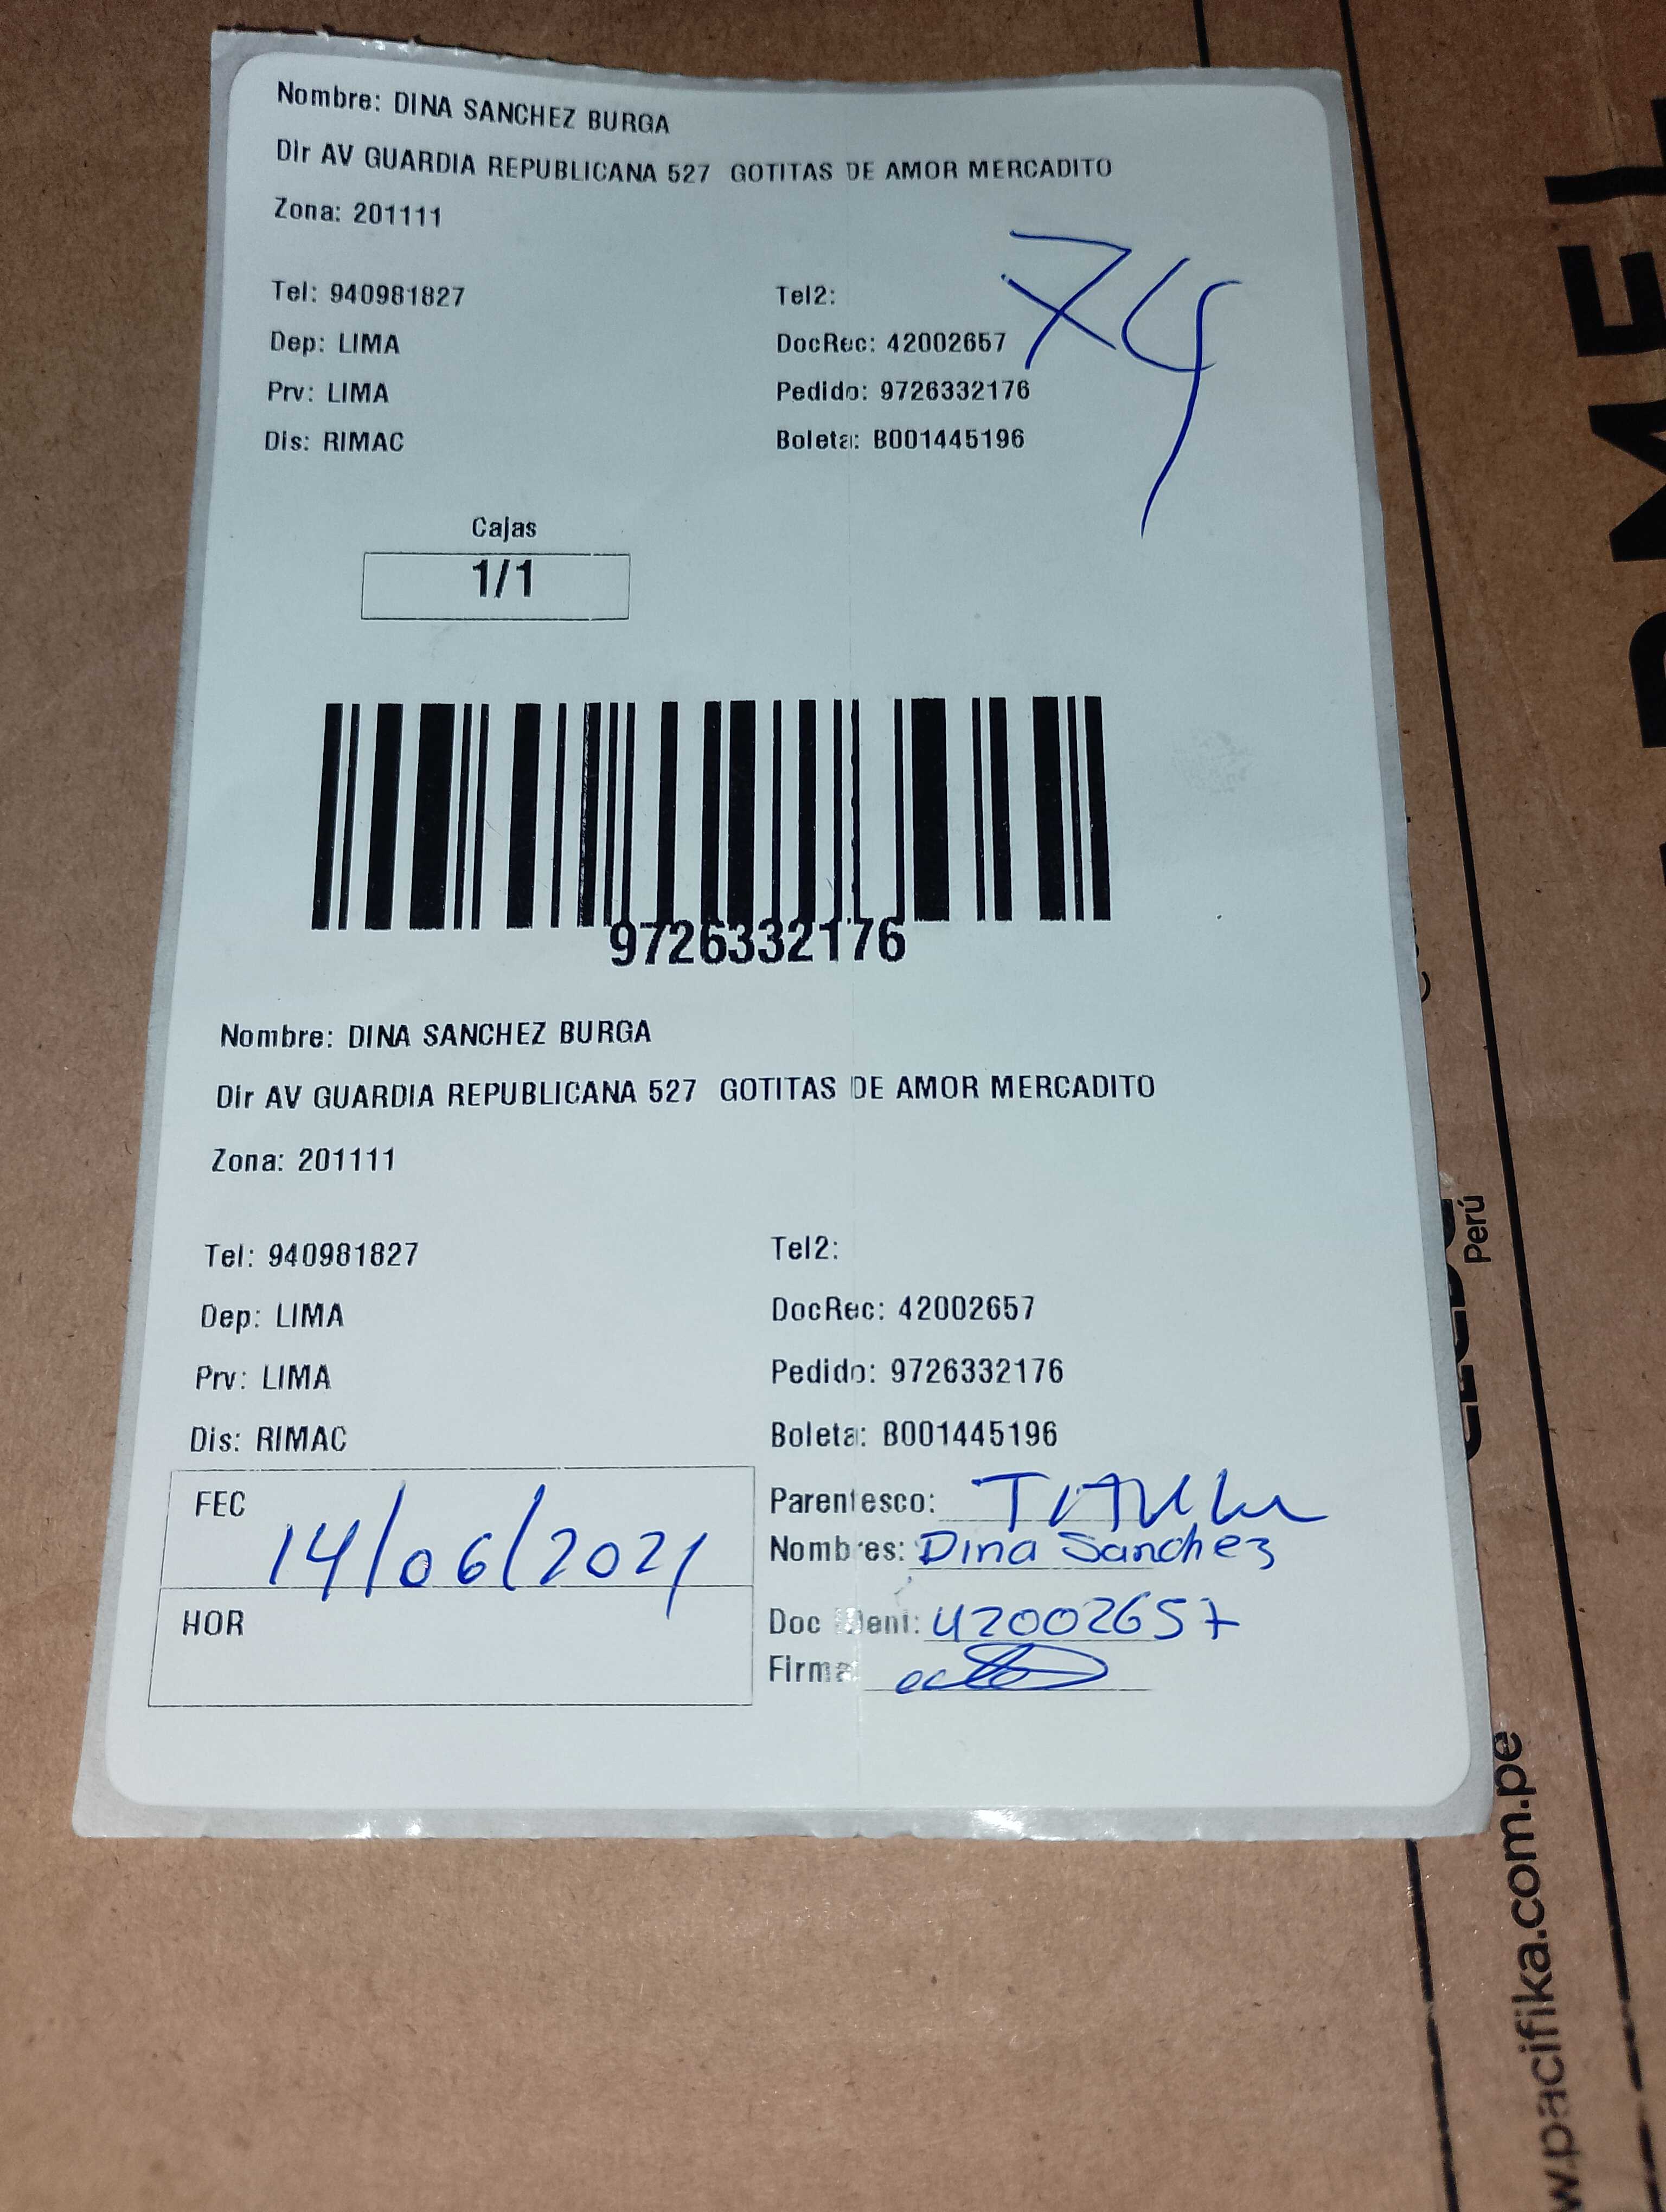 Nombre: DINA SANCHEZ BURGA
Dir AV GUARDIA REPUBLICANA 527 GOTITAS DE AMOR MERCADITO
Zona: 201111
74
Tel: 940981827 Tel2:
Dep: LIMA DocRec: 42002657
Prv: LIMA Pedido: 9726332176
Dis: RIMAC Boleta: B001445196
Cajas
1/1
9726332176
Nombre: DINA SANCHEZ BURGA
Dir AV GUARDIA REPUBLICANA 527 GOTITAS DE AMOR MERCADITO
Zona: 201111
Tel: 940981827 Tel2:
Dep: LIMA DocRec: 42002657
Prv: LIMA Pedido: 9726332176
Dis: RIMAC Boleta: B001445196
FEC 14/06/2021
HOR
Parentesco:
Nombres: Dina Sanchez
Doc Ident: 42002657
Firma
Perú
w.pacifika.com.pe